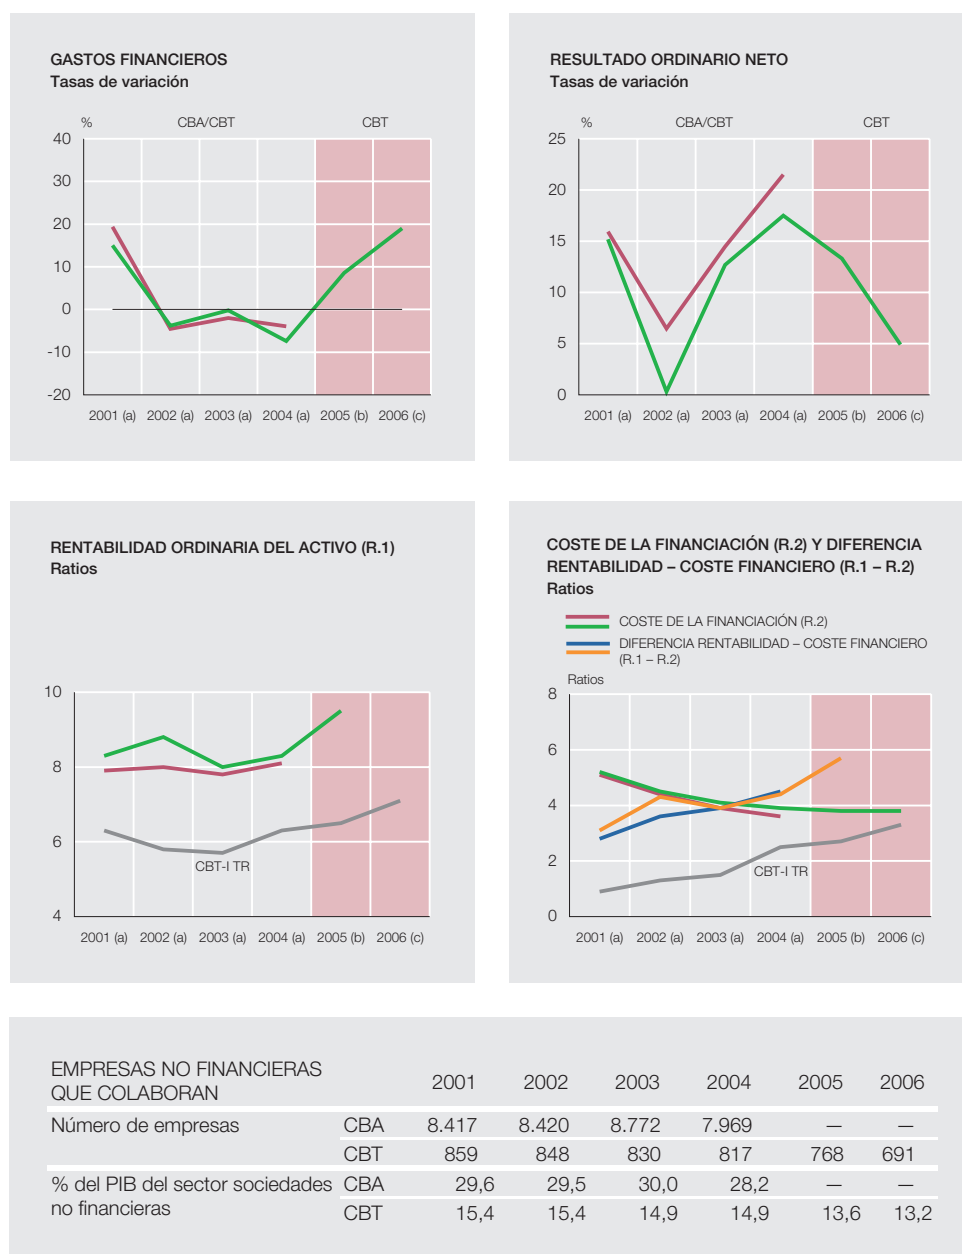 GASTOS FINANCIEROS
Tasas de variación
% CBA/CBT CBT
40
30
20
10
0
-10
-20
2001 (a) 2002 (a) 2003 (a) 2004 (a) 2005 (b) 2006 (c)
RESULTADO ORDINARIO NETO
Tasas de variación
% CBA/CBT CBT
25
20
15
10
5
0
2001 (a) 2002 (a) 2003 (a) 2004 (a) 2005 (b) 2006 (c)
RENTABILIDAD ORDINARIA DEL ACTIVO (R.1)
Ratios
10
8
6
4
CBT-I TR
2001 (a) 2002 (a) 2003 (a) 2004 (a) 2005 (b) 2006 (c)
COSTE DE LA FINANCIACIÓN (R.2) Y DIFERENCIA
RENTABILIDAD – COSTE FINANCIERO (R.1 – R.2)
Ratios
COSTE DE LA FINANCIACIÓN (R.2)
DIFERENCIA RENTABILIDAD – COSTE FINANCIERO
(R.1 – R.2)
Ratios
8
6
4
2
0
CBT-I TR
2001 (a) 2002 (a) 2003 (a) 2004 (a) 2005 (b) 2006 (c)
EMPRESAS NO FINANCIERAS
QUE COLABORAN 2001 2002 2003 2004 2005 2006
Número de empresas CBA 8.417 8.420 8.772 7.969 — —
CBT 859 848 830 817 768 691
% del PIB del sector sociedades CBA 29,6 29,5 30,0 28,2 — —
no financieras CBT 15,4 15,4 14,9 14,9 13,6 13,2